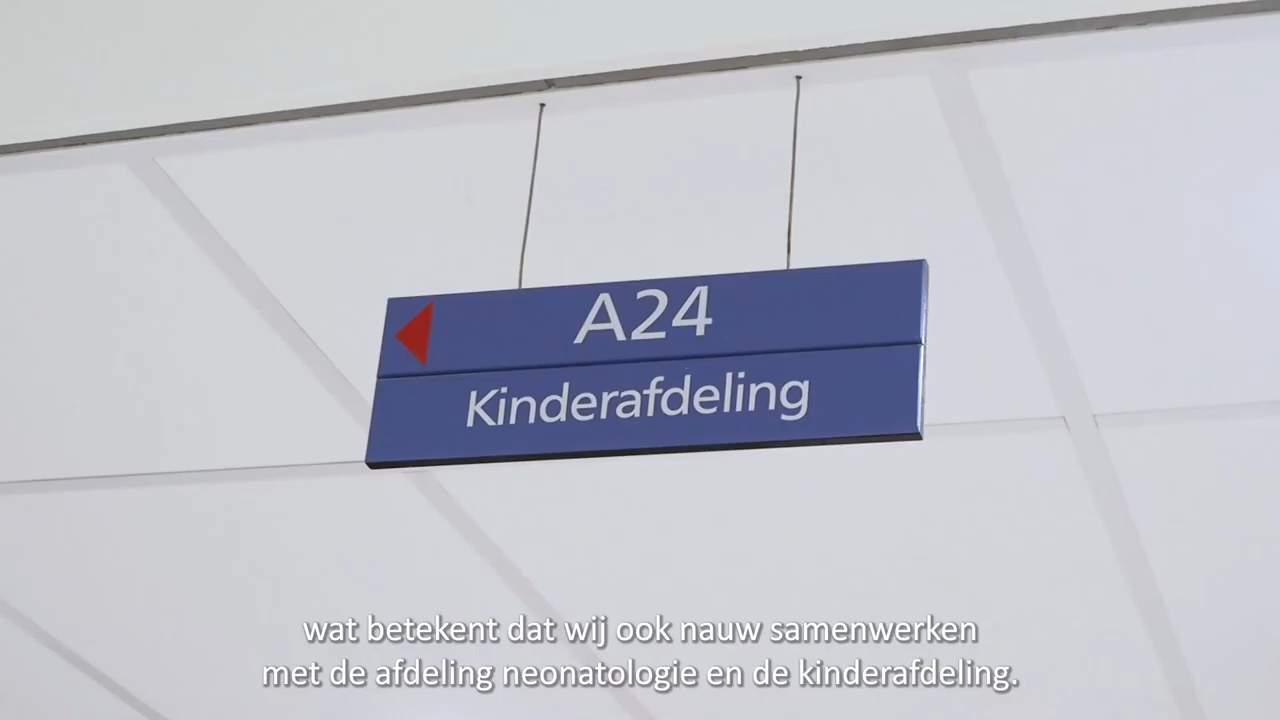 A24
Kinderafdeling
wat betekent dat wij ook nauw samenwerken
met de afdeling neonatologie en de kinderafdeling.